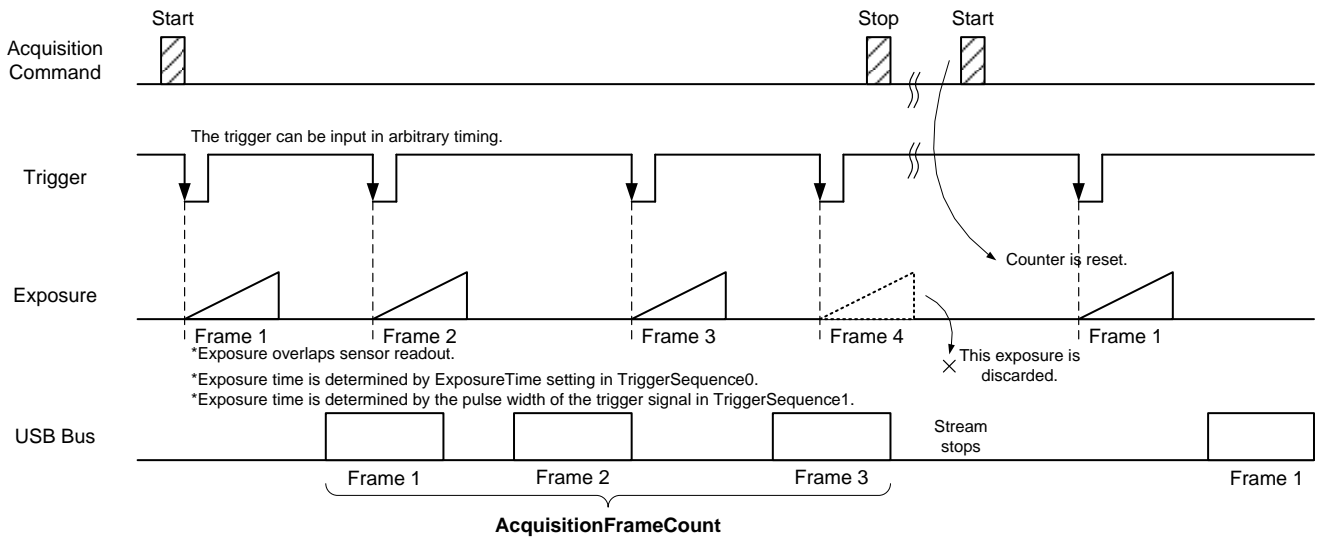 Start
Stop
Start
Acquisition
Command
The trigger can be input in arbitrary timing.
Trigger
Counter is reset.
Exposure
Frame 1
Frame 2
Frame 3
Frame 4
Frame 1
*Exposure overlaps sensor readout.
This exposure is
discarded.
*Exposure time is determined by ExposureTime setting in TriggerSequence0.
*Exposure time is determined by the pulse width of the trigger signal in TriggerSequence1.
USB Bus
Stream
stops
Frame 1
Frame 2
Frame 3
Frame 1
AcquisitionFrameCount